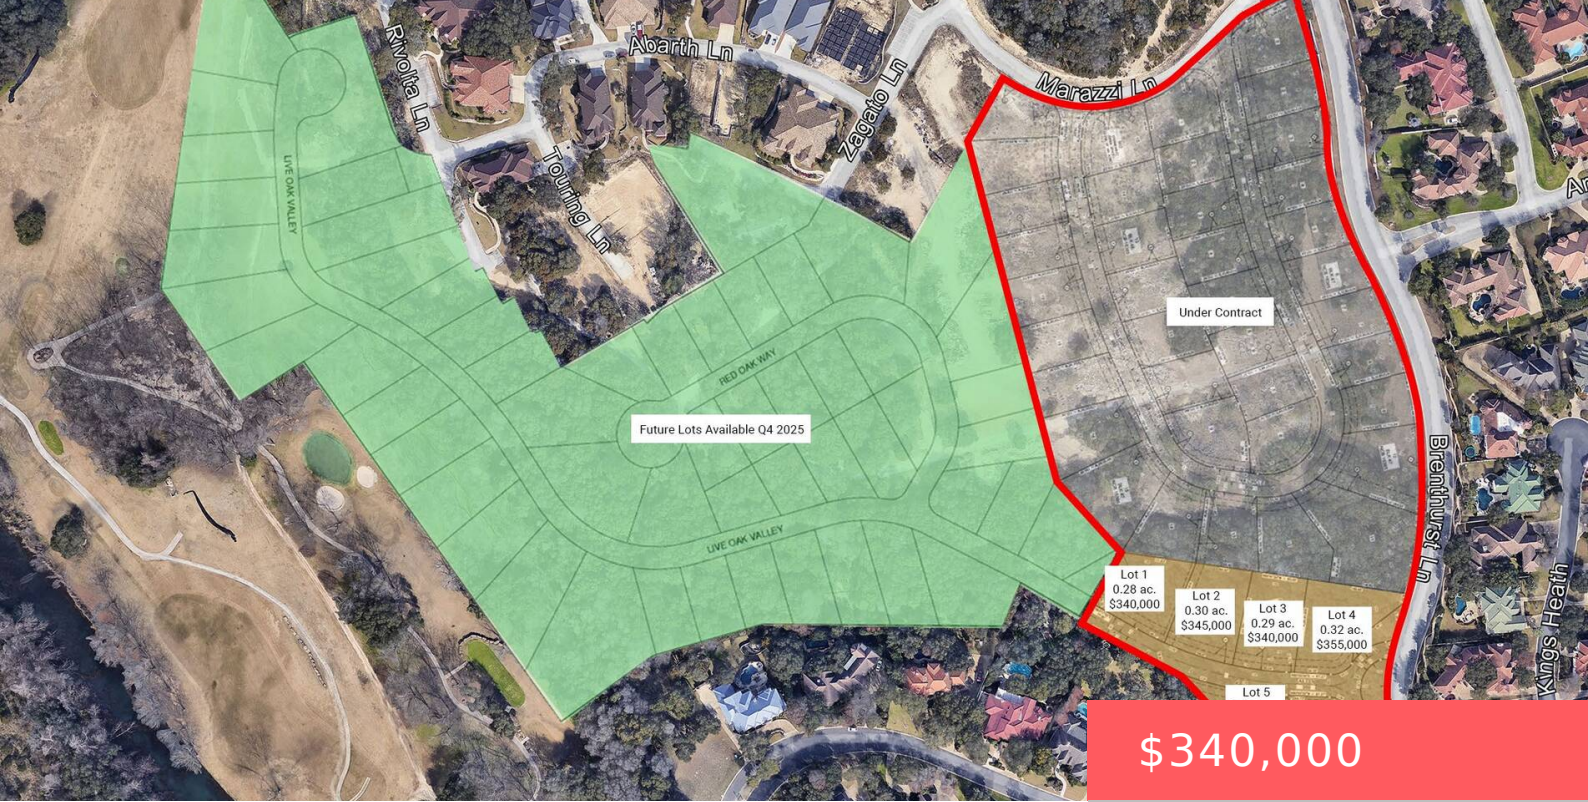 Rivolta Ln
Abarth Ln
Zagato Ln
Marazzi Ln
Touring Ln
LIVE OAK VALLEY
Under Contract
RED OAK WAY
Future Lots Available Q4 2025
LIVE OAK VALLEY
Brenthurst Ln
Kings Heath
Lot 1
0.28 ac.
$340,000
Lot 2
0.30 ac.
$345,000
Lot 3
0.29 ac.
$340,000
Lot 4
0.32 ac.
$355,000
Lot 5
$340,000